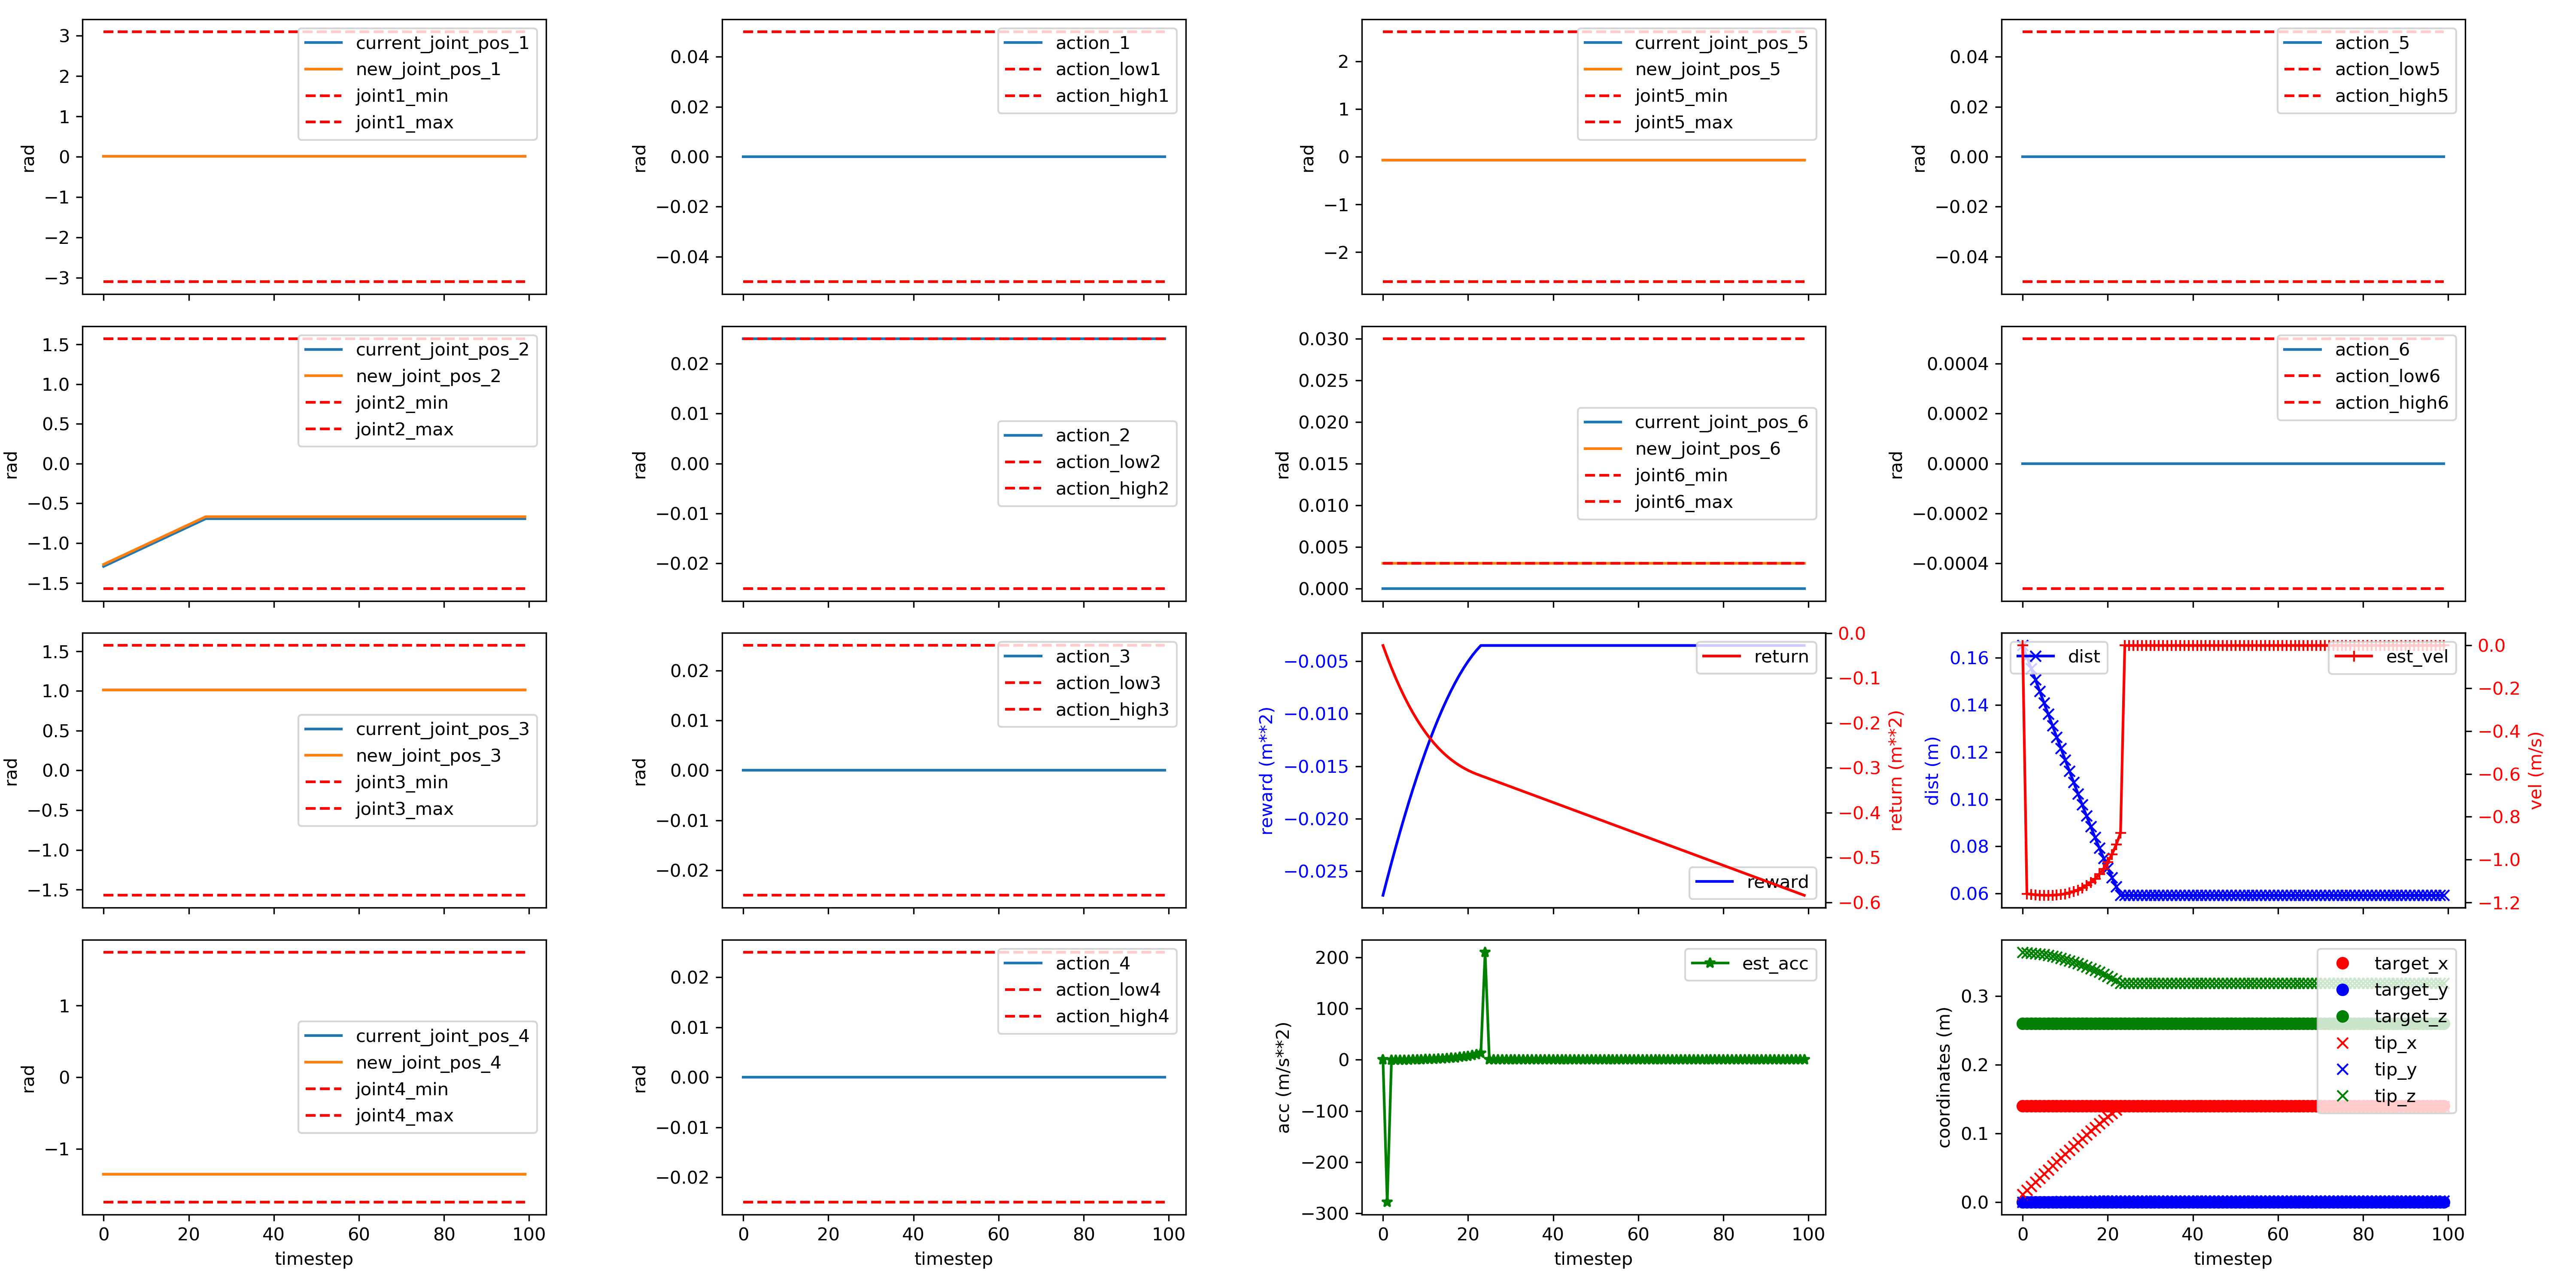 3
2
1
0
−1
−2
−3
rad
current_joint_pos_1
new_joint_pos_1
joint1_min
joint1_max
0.04
0.02
0.00
−0.02
−0.04
rad
action_1
action_low1
action_high1
2
1
0
−1
−2
rad
current_joint_pos_5
new_joint_pos_5
joint5_min
joint5_max
0.04
0.02
0.00
−0.02
−0.04
rad
action_5
action_low5
action_high5
1.5
1.0
0.5
0.0
−0.5
−1.0
−1.5
rad
current_joint_pos_2
new_joint_pos_2
joint2_min
joint2_max
0.02
0.01
0.00
−0.01
−0.02
rad
action_2
action_low2
action_high2
0.030
0.025
0.020
0.015
0.010
0.005
0.000
rad
current_joint_pos_6
new_joint_pos_6
joint6_min
joint6_max
0.0004
0.0002
0.0000
−0.0002
−0.0004
rad
action_6
action_low6
action_high6
1.5
1.0
0.5
0.0
−0.5
−1.0
−1.5
rad
current_joint_pos_3
new_joint_pos_3
joint3_min
joint3_max
0.02
0.01
0.00
−0.01
−0.02
rad
action_3
action_low3
action_high3
−0.005
−0.010
−0.015
−0.020
−0.025
reward (m**2)
return
reward
0.0
−0.1
−0.2
−0.3
−0.4
−0.5
−0.6
return (m**2)
0.16
0.14
0.12
0.10
0.08
0.06
dist (m)
dist
est_vel
0.0
−0.2
−0.4
−0.6
−0.8
−1.0
−1.2
vel (m/s)
1
0
−1
rad
current_joint_pos_4
new_joint_pos_4
joint4_min
joint4_max
0 20 40 60 80 100
timestep
0.02
0.01
0.00
−0.01
−0.02
rad
action_4
action_low4
action_high4
0 20 40 60 80 100
timestep
200
100
0
−100
−200
−300
acc (m/s**2)
est_acc
0 20 40 60 80 100
timestep
0.3
0.2
0.1
0.0
coordinates (m)
target_x
target_y
target_z
tip_x
tip_y
tip_z
0 20 40 60 80 100
timestep